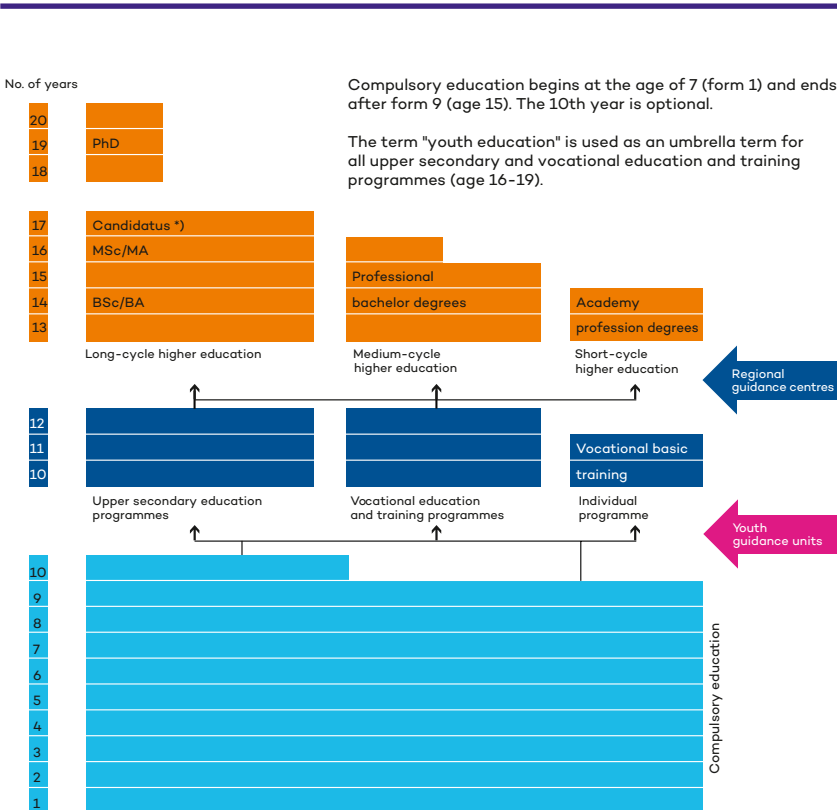 No. of years
Compulsory education begins at the age of 7 (form 1) and ends
after form 9 (age 15). The 10th year is optional.
The term "youth education" is used as an umbrella term for
all upper secondary and vocational education and training
programmes (age 16-19).
20
19 PhD
18
17 Candidatus *)
16 MSc/MA
15 Professional
14 BSc/BA bachelor degrees Academy
13 profession degrees
Long-cycle higher education
Medium-cycle
higher education
Short-cycle
higher education
Regional
guidance centres
12
11 Vocational basic
10 training
Upper secondary education
programmes
Vocational education
and training programmes
Individual
programme
Youth
guidance units
10
9
8
7
6
5
4
3
2
1
Compulsory education